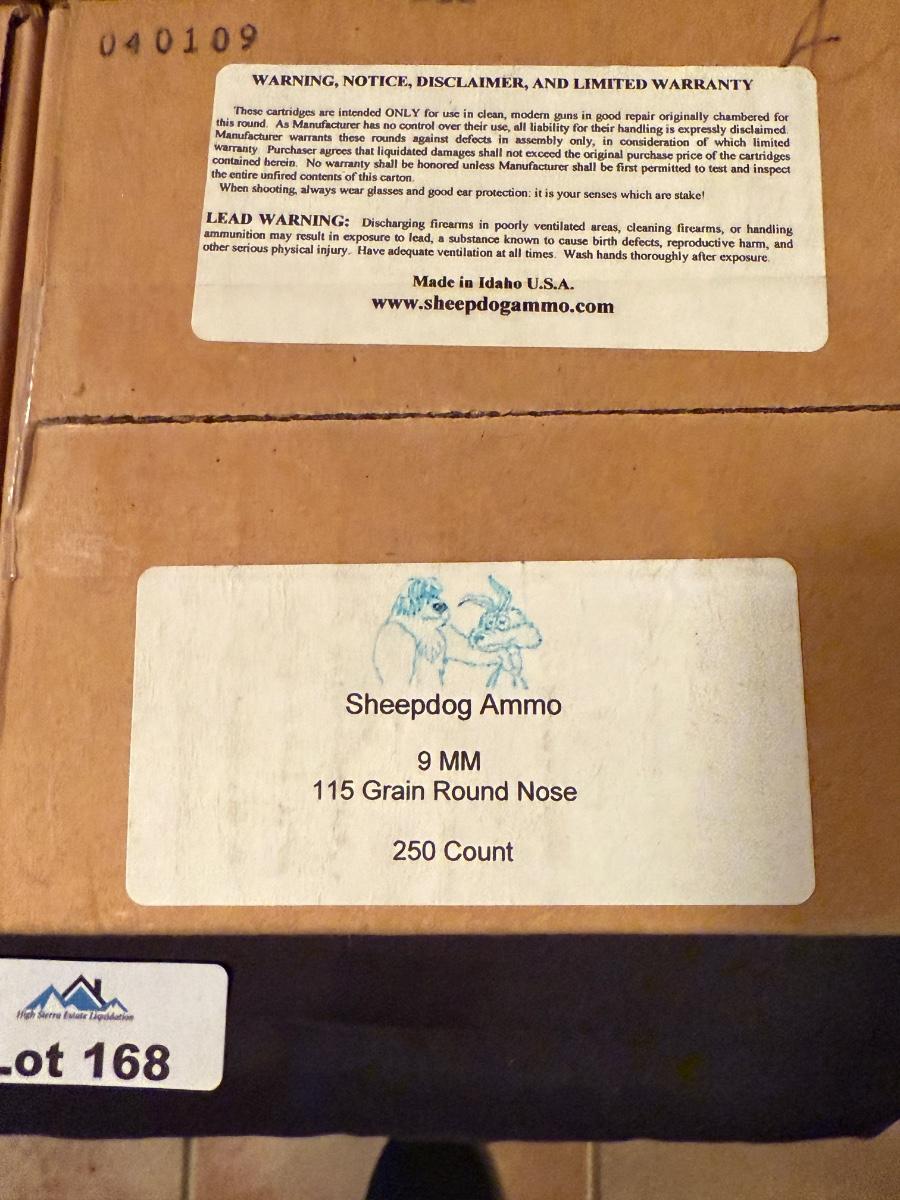 040109
WARNING, NOTICE, DISCLAIMER, AND LIMITED WARRANTY
These cartridges are intended ONLY for use in clean, modern guns in good repair originally chambered for
this round. As Manufacturer has no control over their use, all liability for their handling is expressly disclaimed.
Manufacturer warrants these rounds against defects in assembly only, in consideration of which limited
warranty Purchaser agrees that liquidated damages shall not exceed the original purchase price of the cartridges
contained herein. No warranty shall be honored unless Manufacturer shall be first permitted to test and inspect
the entire unfired contents of this carton.
When shooting, always wear glasses and good ear protection: it is your senses which are stake!
LEAD WARNING: Discharging firearms in poorly ventilated areas, cleaning firearms, or handling
ammunition may result in exposure to lead, a substance known to cause birth defects, reproductive harm, and
other serious physical injury. Have adequate ventilation at all times. Wash hands thoroughly after exposure.
Made in Idaho U.S.A.
www.sheepdogammo.com
Sheepdog Ammo
9 MM
115 Grain Round Nose
250 Count
High Sierra Estate Liquidation
Lot 168